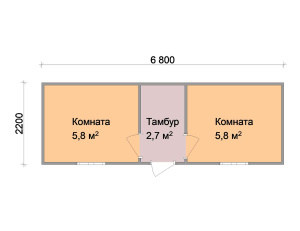 6 800
2200
Комната
5,8 м²
Тамбур
2,7 м²
Комната
5,8 м²